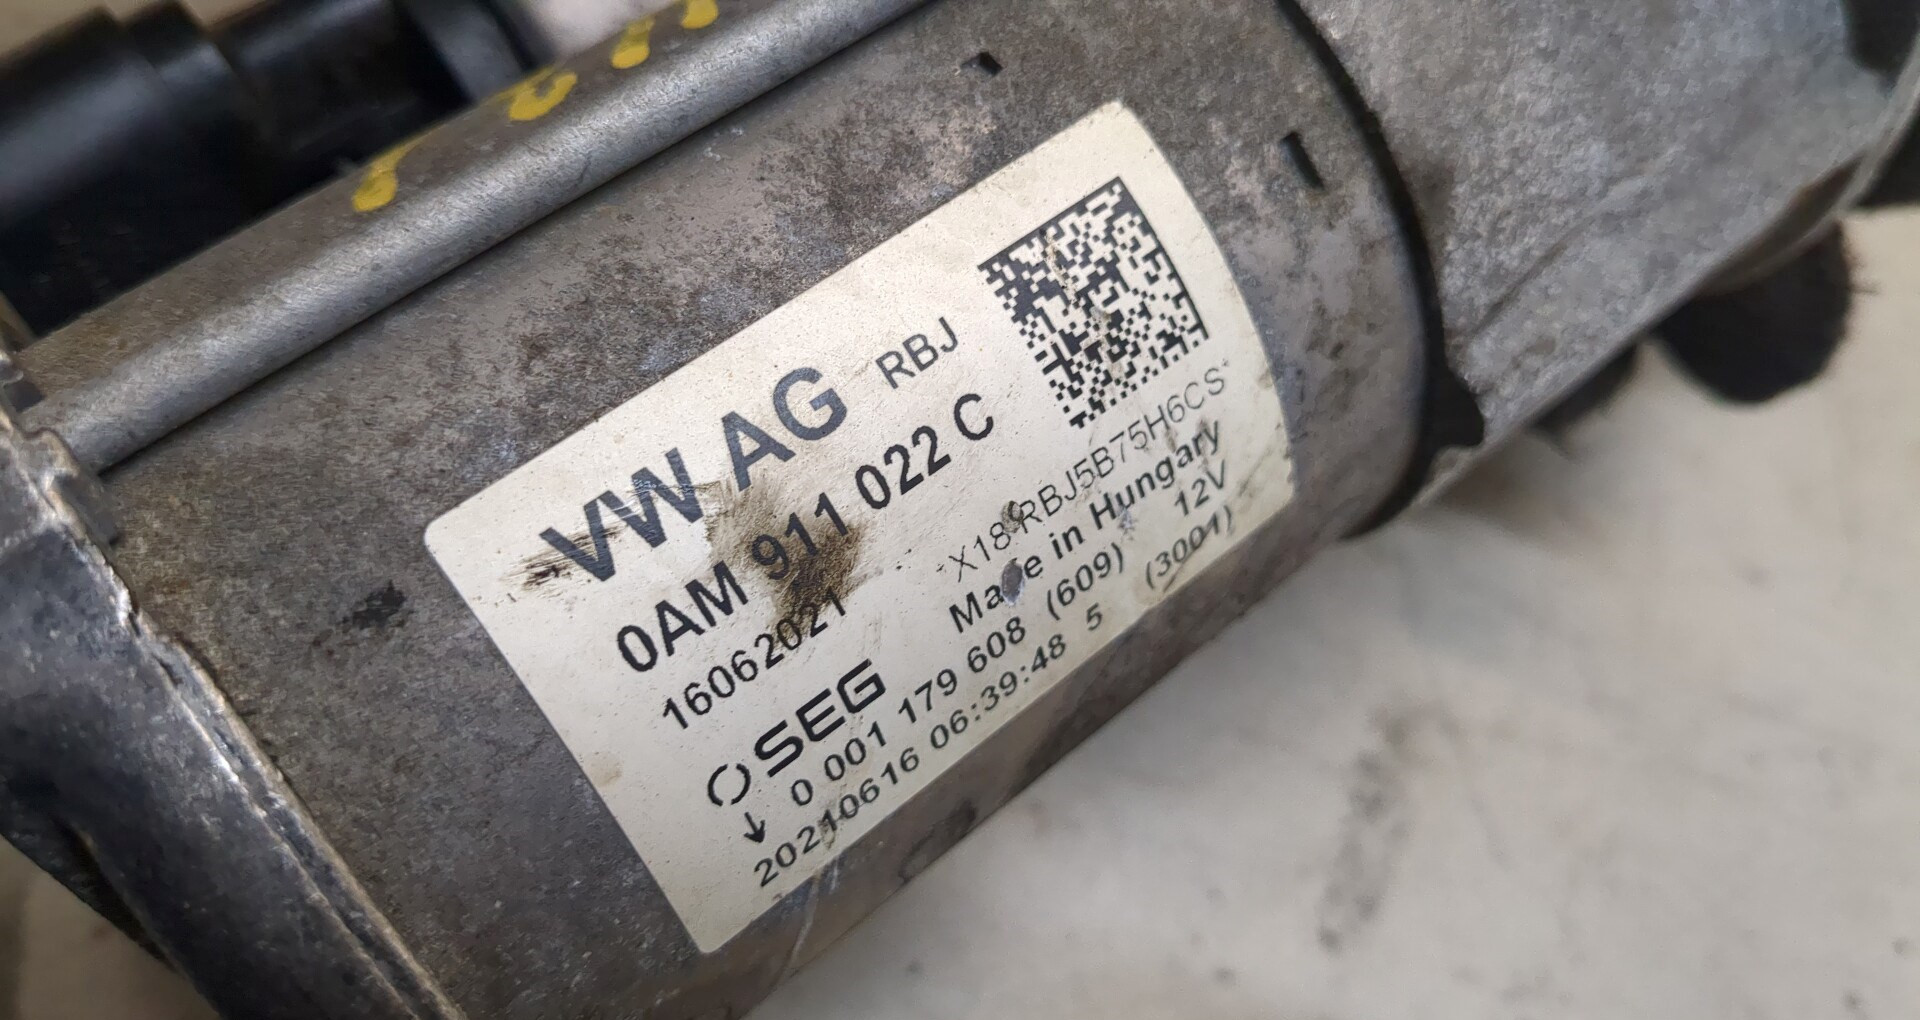 VW AG RBJ
0AM 911 022 C
16062021
X18 RBJ5B75H6CS*
Made in Hungary
SEG
12V
0 001 179 608 (609) (3001)
20210616 06:39:48 5